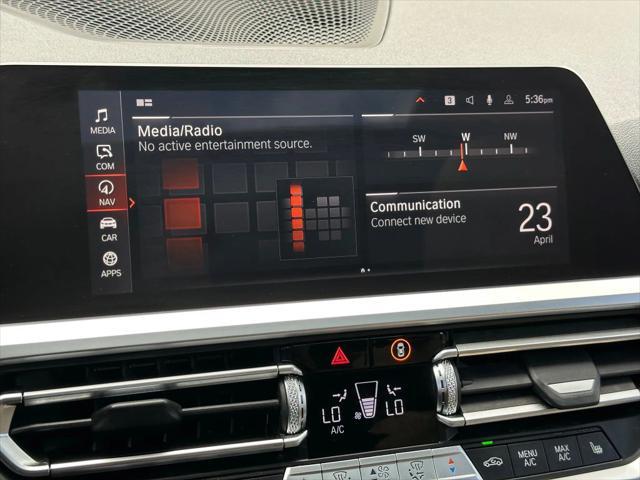 3 5:36pm
MEDIA
COM
NAV
CAR
APPS
Media/Radio
No active entertainment source.
SW W NW
Communication
Connect new device
23
April
LO LO
A/C
MENU A/C
MAX A/C